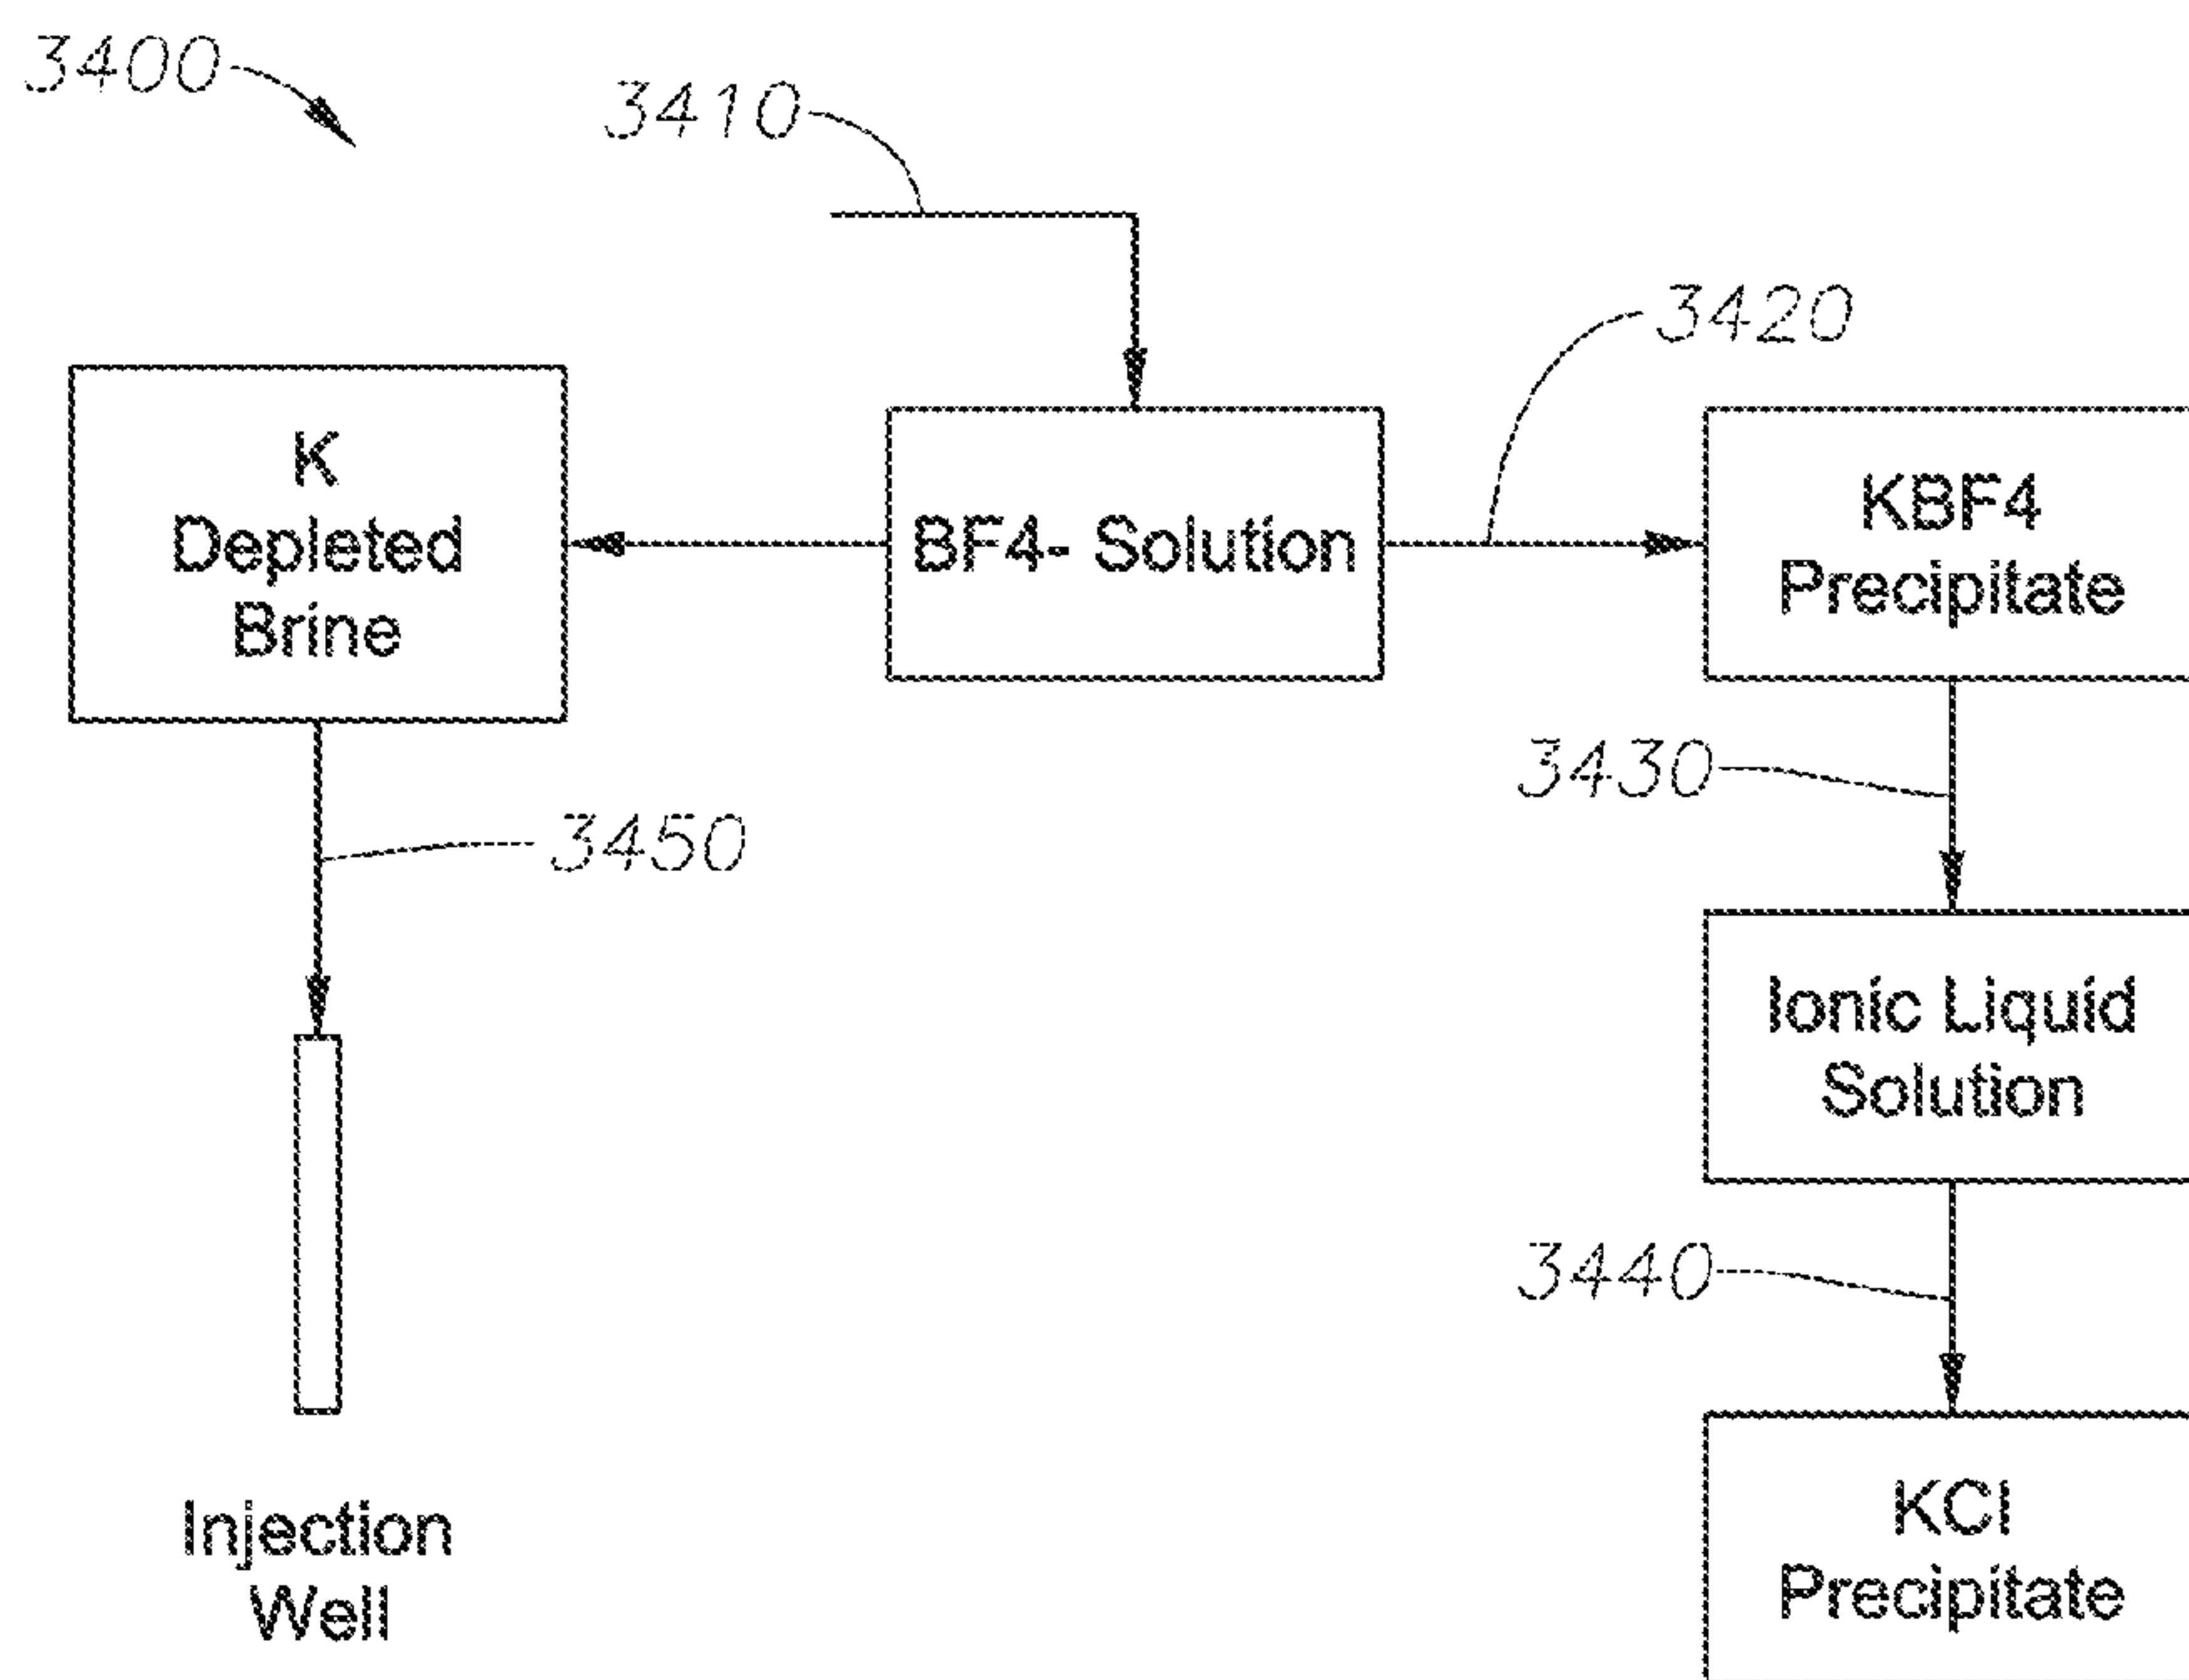 3400
3410
3420
K
Depleted
Brine
BF4- Solution
KBF4
Precipitate
3430
3450
Ionic Liquid
Solution
3440
Injection
Well
KCl
Precipitate